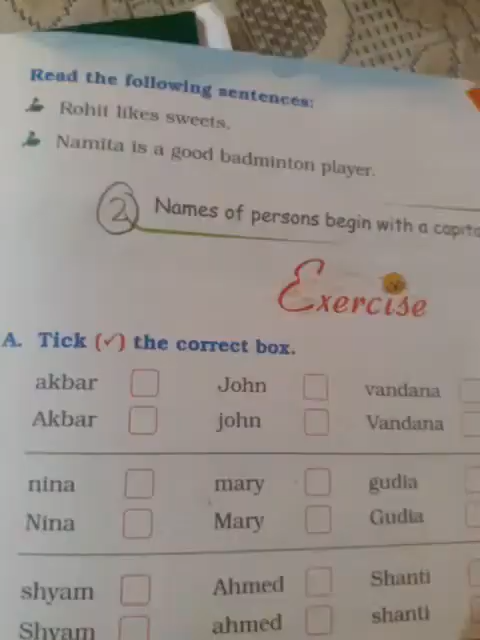 Read the following sentences:
Rohit likes sweets.
Namita is a good badminton player.
2 Names of persons begin with a
Exercise
A. Tick (✓) the correct box.
akbar John vandana
Akbar john Vandana
nina mary gudia
Nina Mary Gudia
shyam Ahmed Shanti
Shyam ahmed shanti